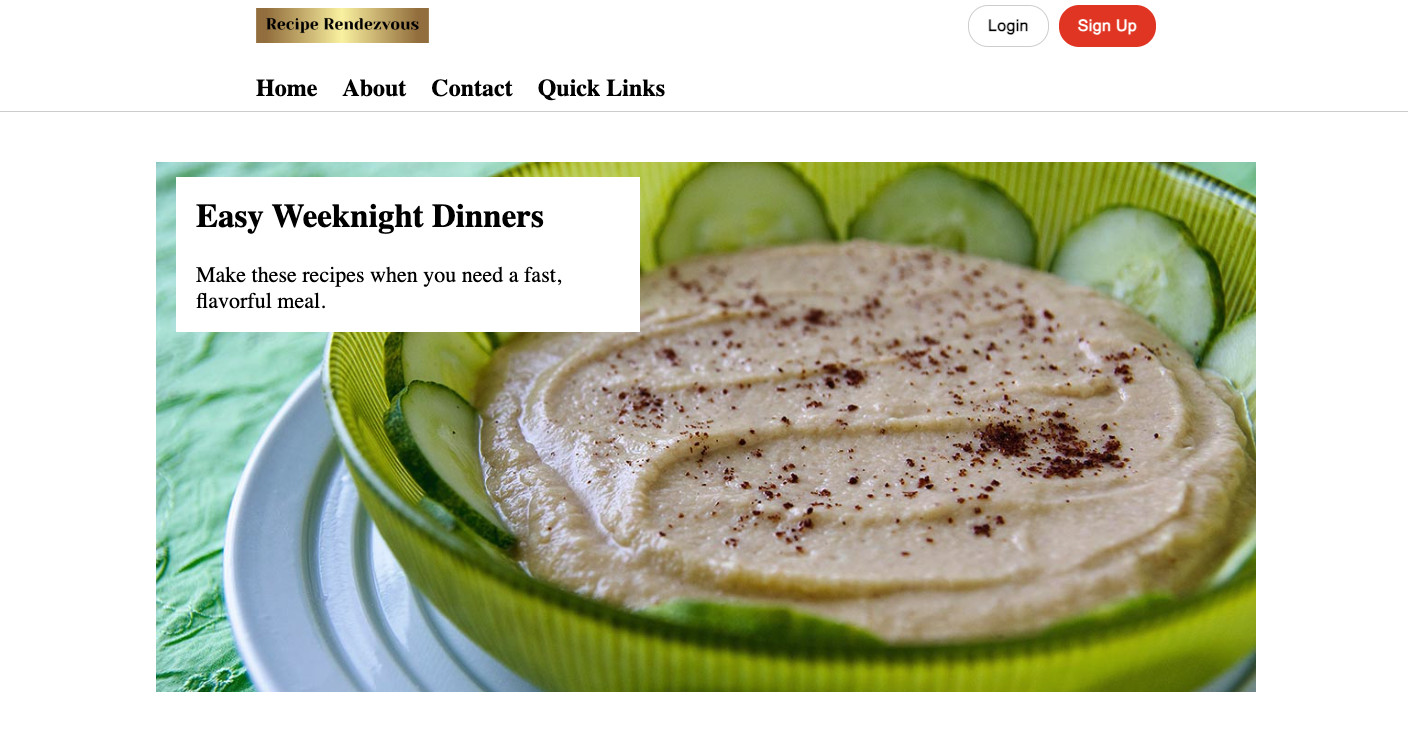 Recipe Rendezvous
Login
Sign Up
Home
About
Contact
Quick Links
Easy Weeknight Dinners
Make these recipes when you need a fast,
flavorful meal.